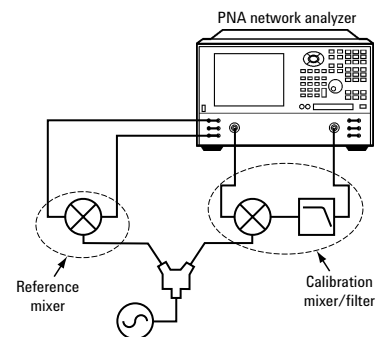 PNA network analyzer
Reference
mixer
Calibration
mixer/filter